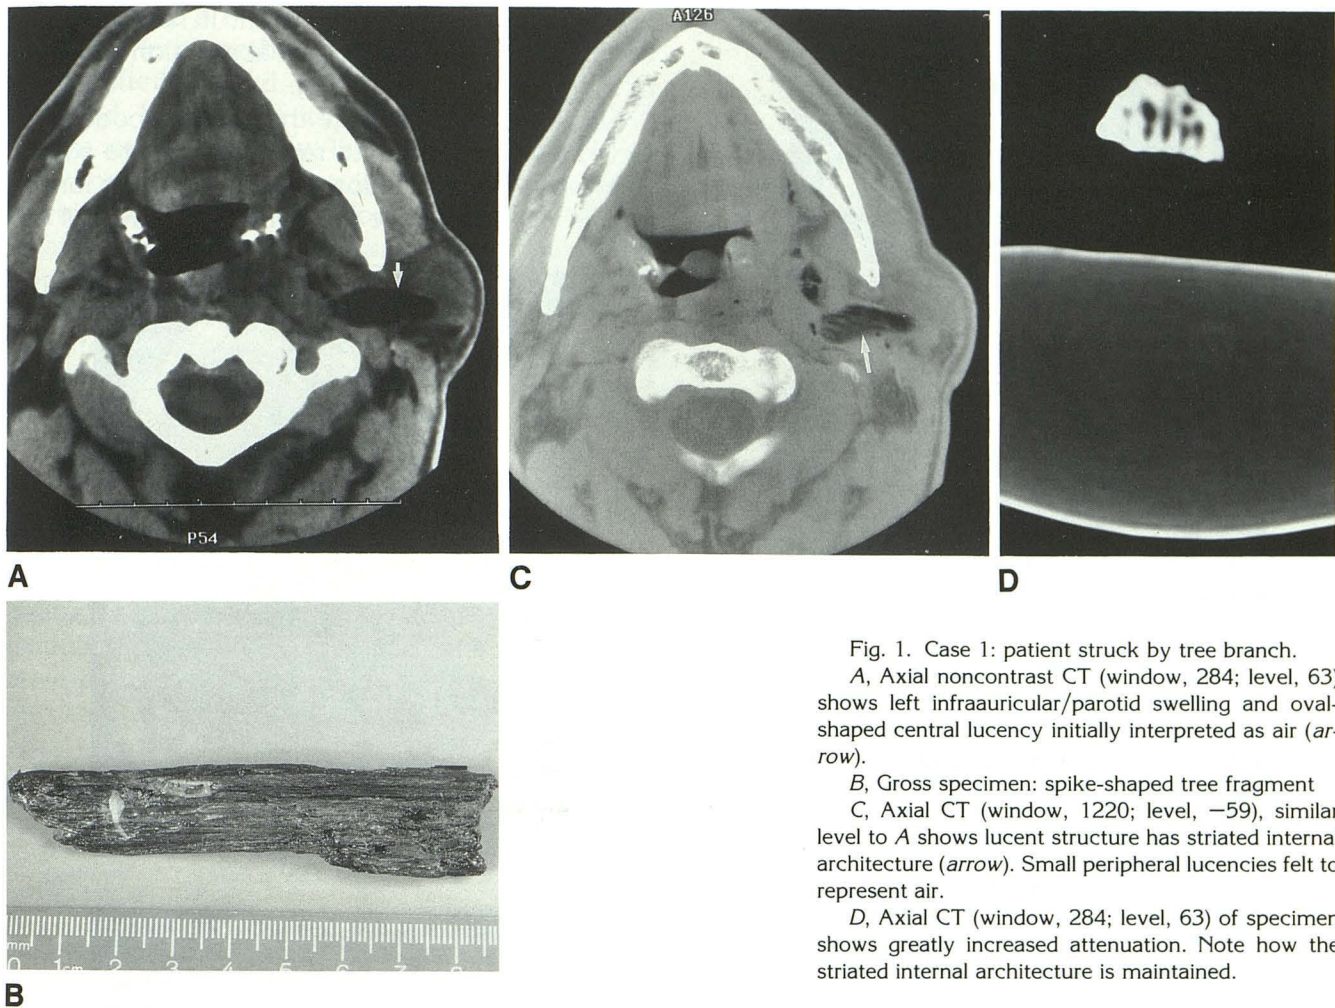 A126
P54
A
C
D
mm
0 1cm 2 3 4 5 6 7 8
B
Fig. 1. Case 1: patient struck by tree branch.
A, Axial noncontrast CT (window, 284; level, 63)
shows left infraauricular/parotid swelling and oval-
shaped central lucency initially interpreted as air (ar-
row).
B, Gross specimen: spike-shaped tree fragment
C, Axial CT (window, 1220; level, −59), similar
level to A shows lucent structure has striated internal
architecture (arrow). Small peripheral lucencies felt to
represent air.
D, Axial CT (window, 284; level, 63) of specimen
shows greatly increased attenuation. Note how the
striated internal architecture is maintained.